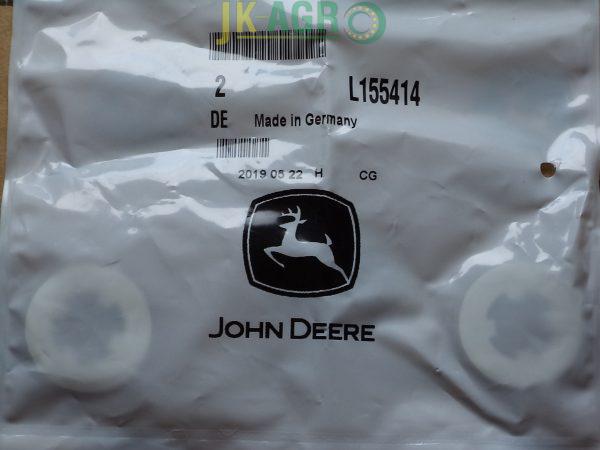 JK-AGRO
2 L155414
DE Made in Germany
2019 05 22 H CG
JOHN DEERE